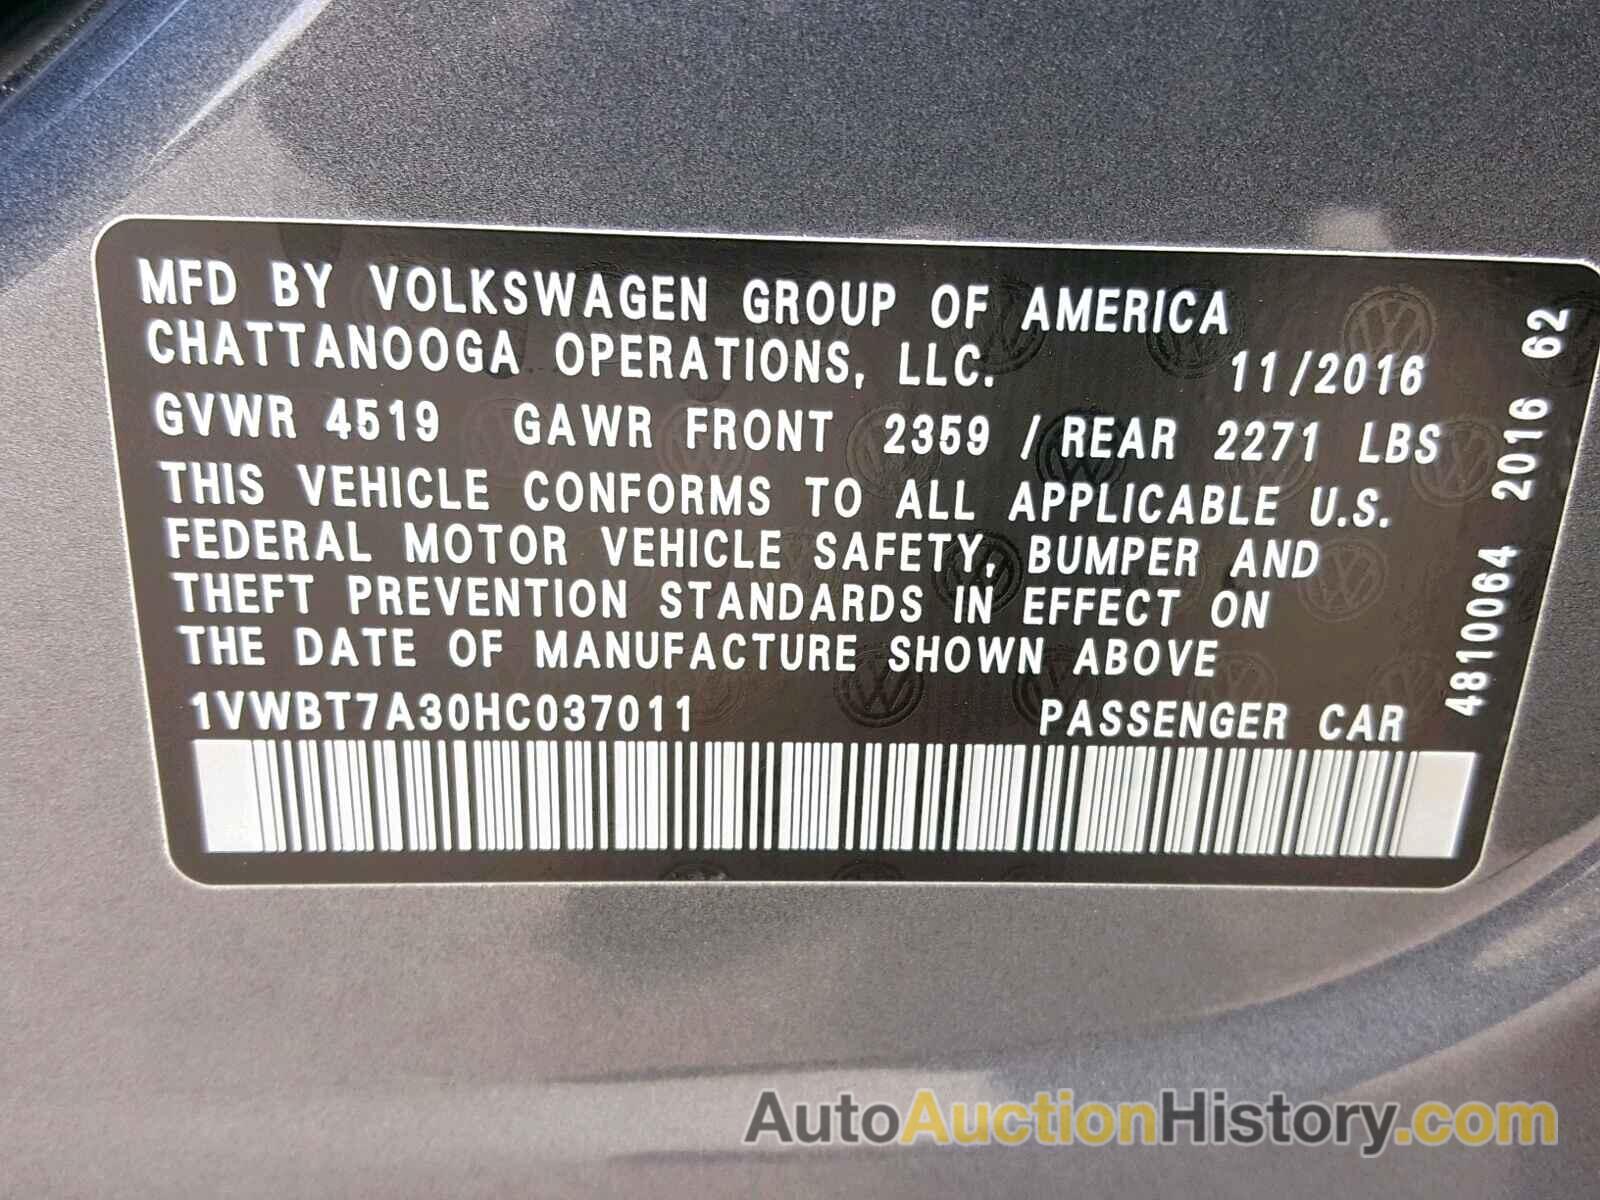 MFD BY VOLKSWAGEN GROUP OF AMERICA
CHATTANOOGA OPERATIONS, LLC. 11/2016
GVWR 4519 GAWR FRONT 2359 / REAR 2271 LBS
THIS VEHICLE CONFORMS TO ALL APPLICABLE U.S.
FEDERAL MOTOR VEHICLE SAFETY, BUMPER AND
THEFT PREVENTION STANDARDS IN EFFECT ON
THE DATE OF MANUFACTURE SHOWN ABOVE
1VWBT7A30HC037011 PASSENGER CAR
4810064 2016 62
AutoAuctionHistory.com